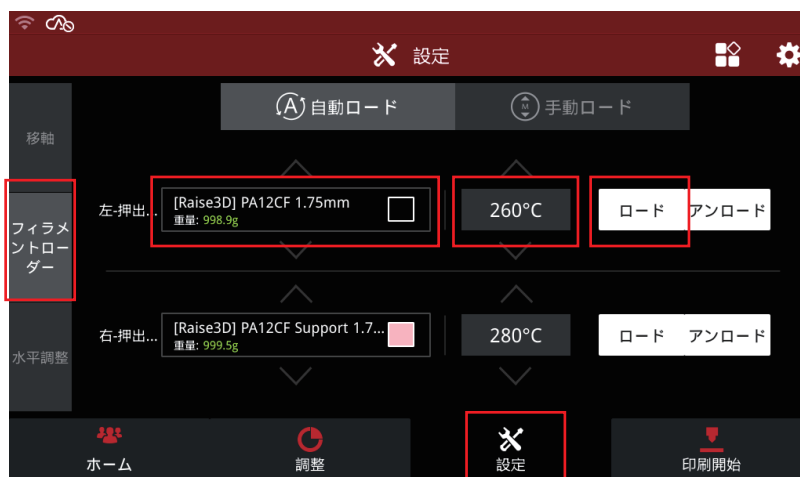 設定
A 自動ロード
M 手動ロード
移軸
フィラメ
ントロー
ダー
水平調整
左-押出...
[Raise3D] PA12CF 1.75mm
重量: 998.9g
260°C
ロード
アンロード
右-押出...
[Raise3D] PA12CF Support 1.7...
重量: 999.5g
280°C
ロード
アンロード
ホーム
調整
設定
印刷開始